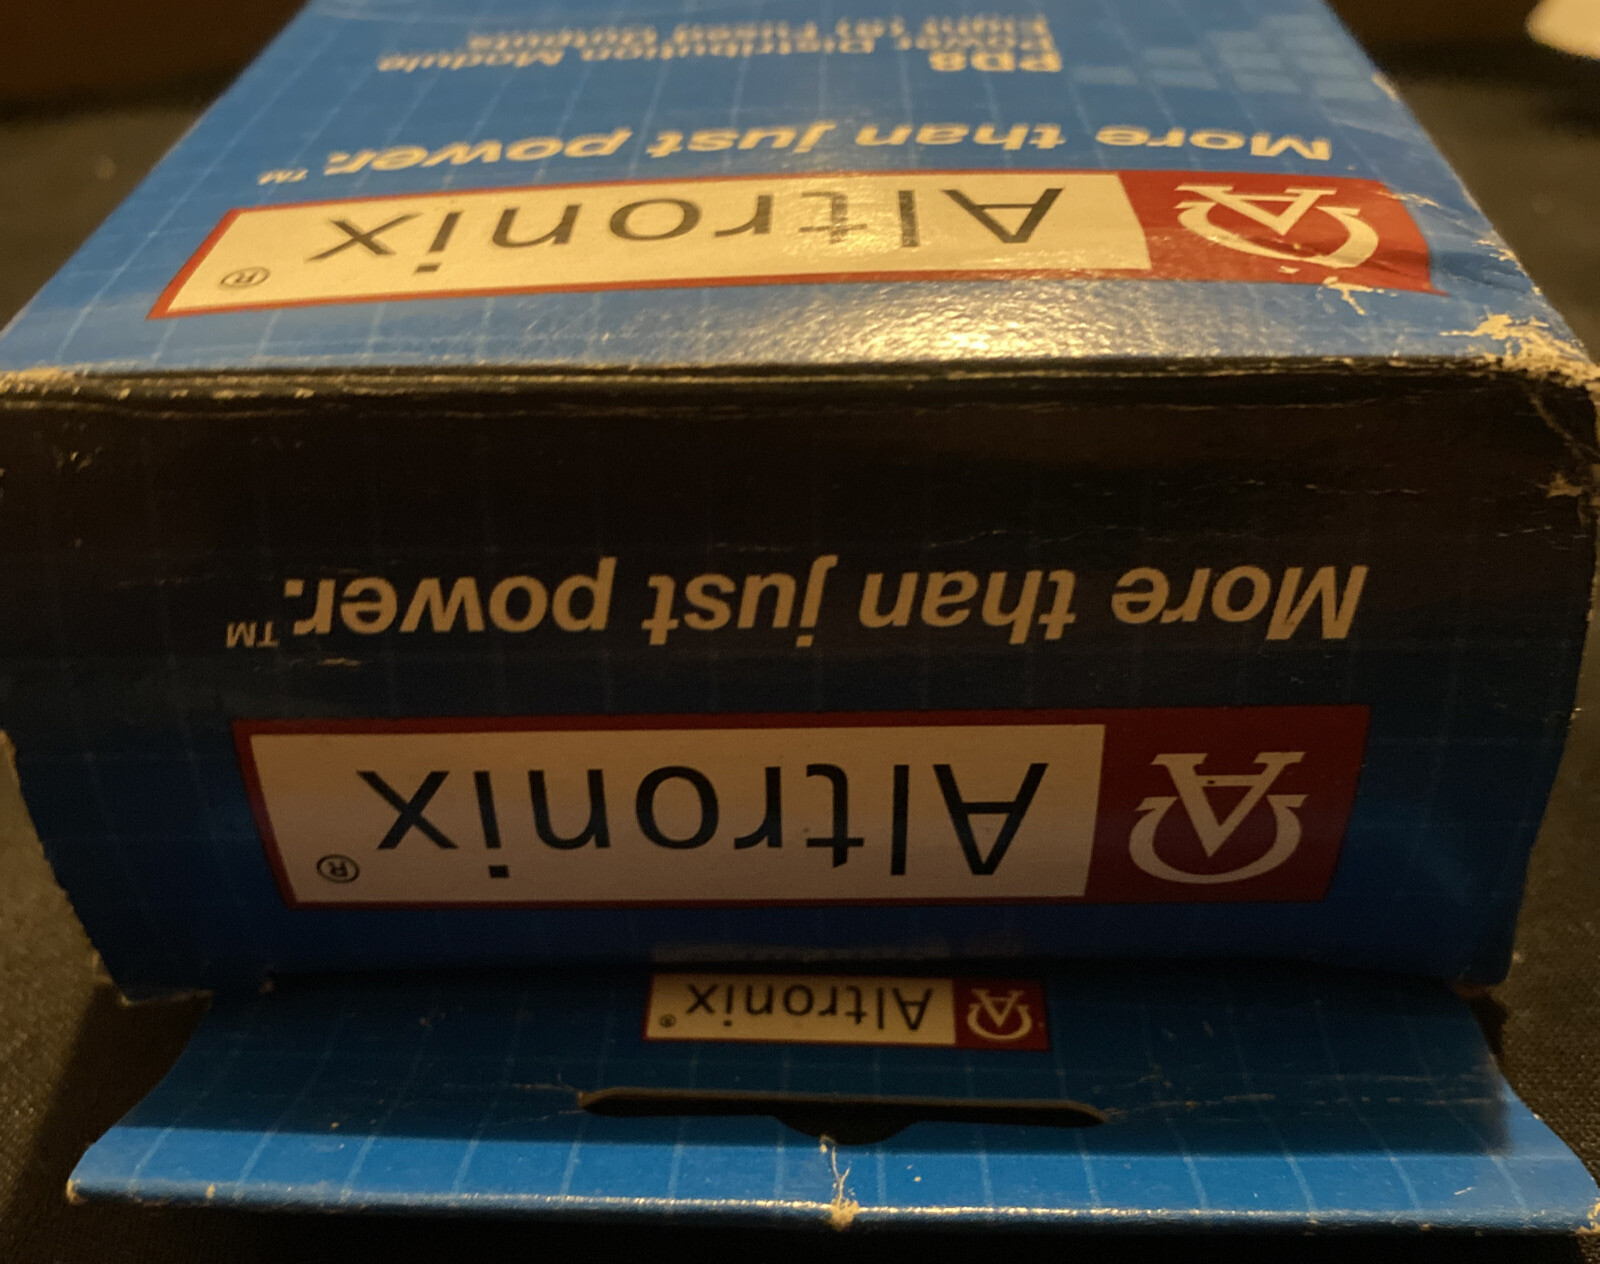 Altronix®
Altronix®
More than just power.™
Altronix®
More than just power.™
PD8
Power Distribution Module
Eight (8) Fused Outputs